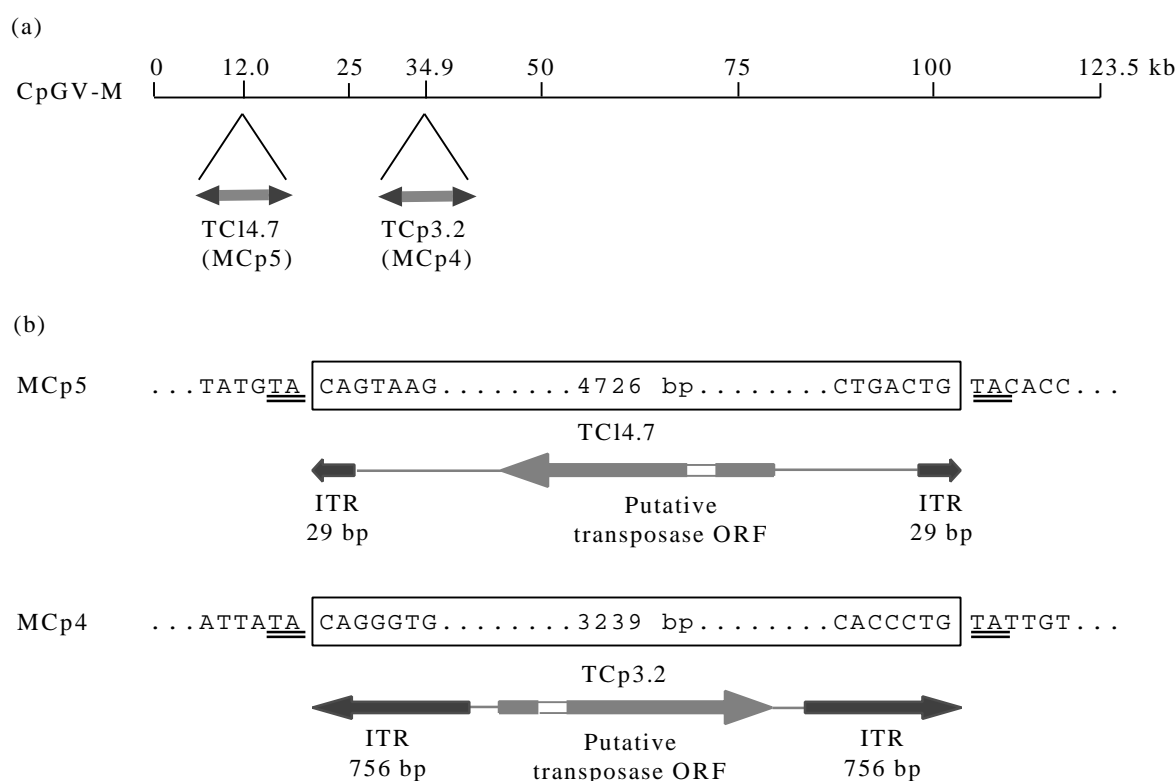 (a)
0 12.0 25 34.9 50 75 100 123.5 kb
CpGV-M
TCl4.7 TCp3.2
(MCp5) (MCp4)
(b)
MCp5 ...TATGTA CAGTAAG........4726 bp........CTGACTG TACACC...
TCl4.7
ITR Putative ITR
29 bp transposase ORF 29 bp
MCp4 ...ATTATA CAGGGTG........3239 bp........CACCCTG TATTGT...
TCp3.2
ITR Putative ITR
756 bp transposase ORF 756 bp